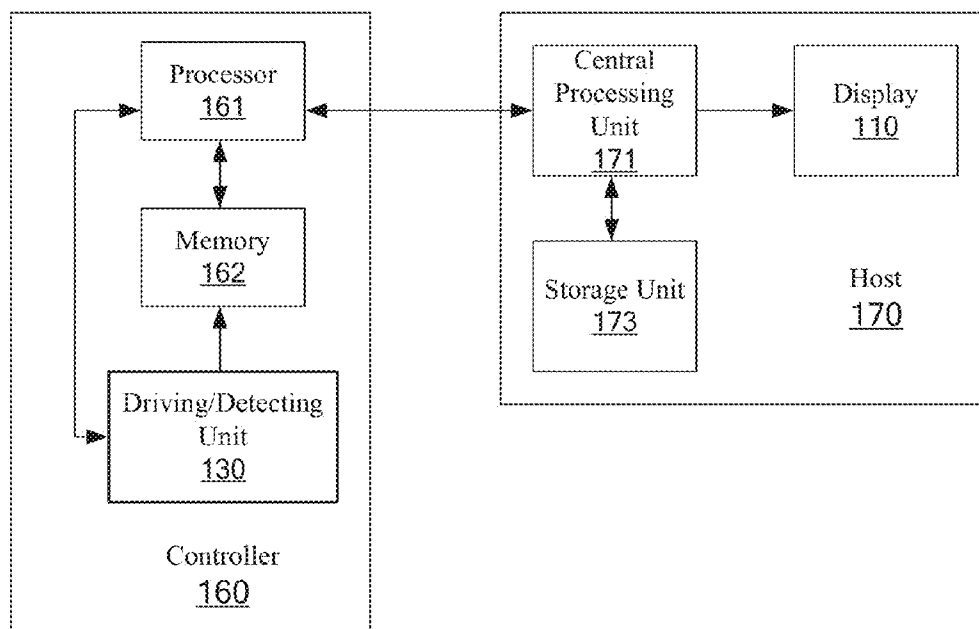 Processor
161
Memory
162
Driving/Detecting
Unit
130
Controller
160
Central
Processing
Unit
171
Display
110
Storage Unit
173
Host
170